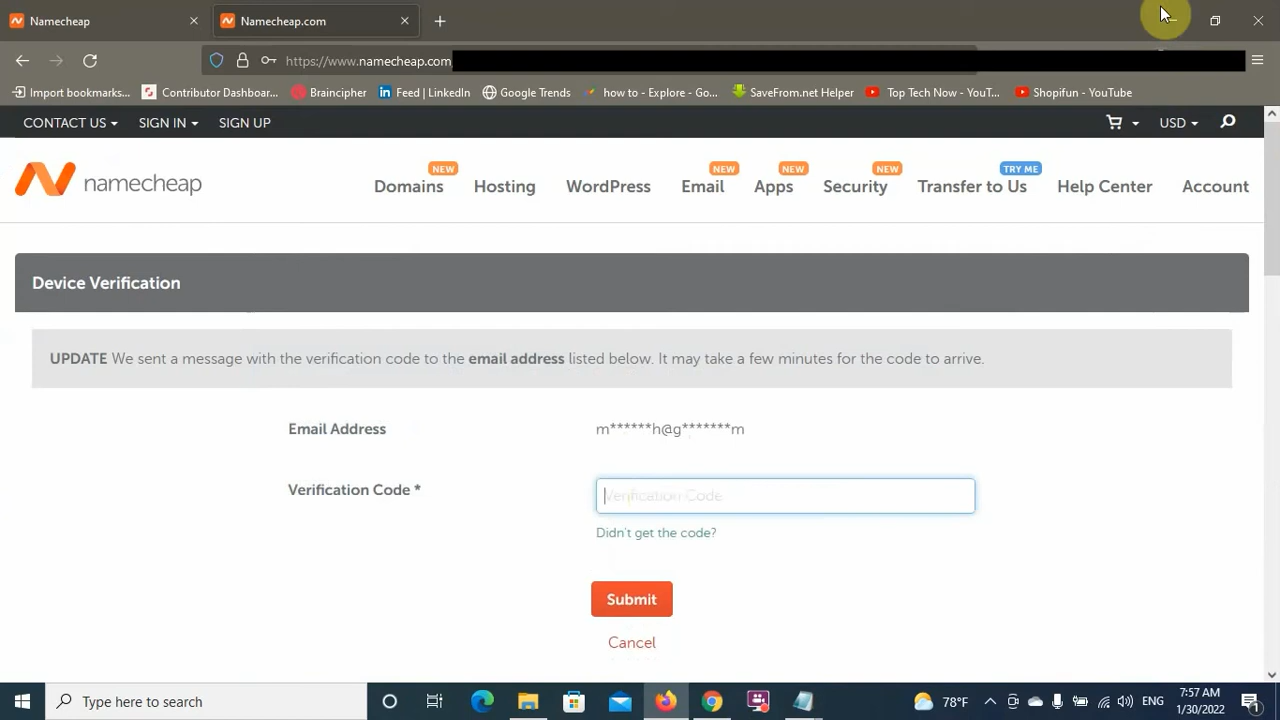 Namecheap
Namecheap.com
https://www.namecheap.com
Import bookmarks...
Contributor Dashboar...
Braincipher
Feed | LinkedIn
Google Trends
how to - Explore - Go...
SaveFrom.net Helper
Top Tech Now - YouT...
Shopifun - YouTube
CONTACT US
SIGN IN
SIGN UP
USD
namecheap
Domains NEW
Hosting
WordPress
Email NEW
Apps NEW
Security NEW
Transfer to Us TRY ME
Help Center
Account
Device Verification
UPDATE We sent a message with the verification code to the email address listed below. It may take a few minutes for the code to arrive.
Email Address
m******h@g*******m
Verification Code *
Verification Code
Didn't get the code?
Submit
Cancel
Type here to search
78°F
ENG
7:57 AM
1/30/2022
1